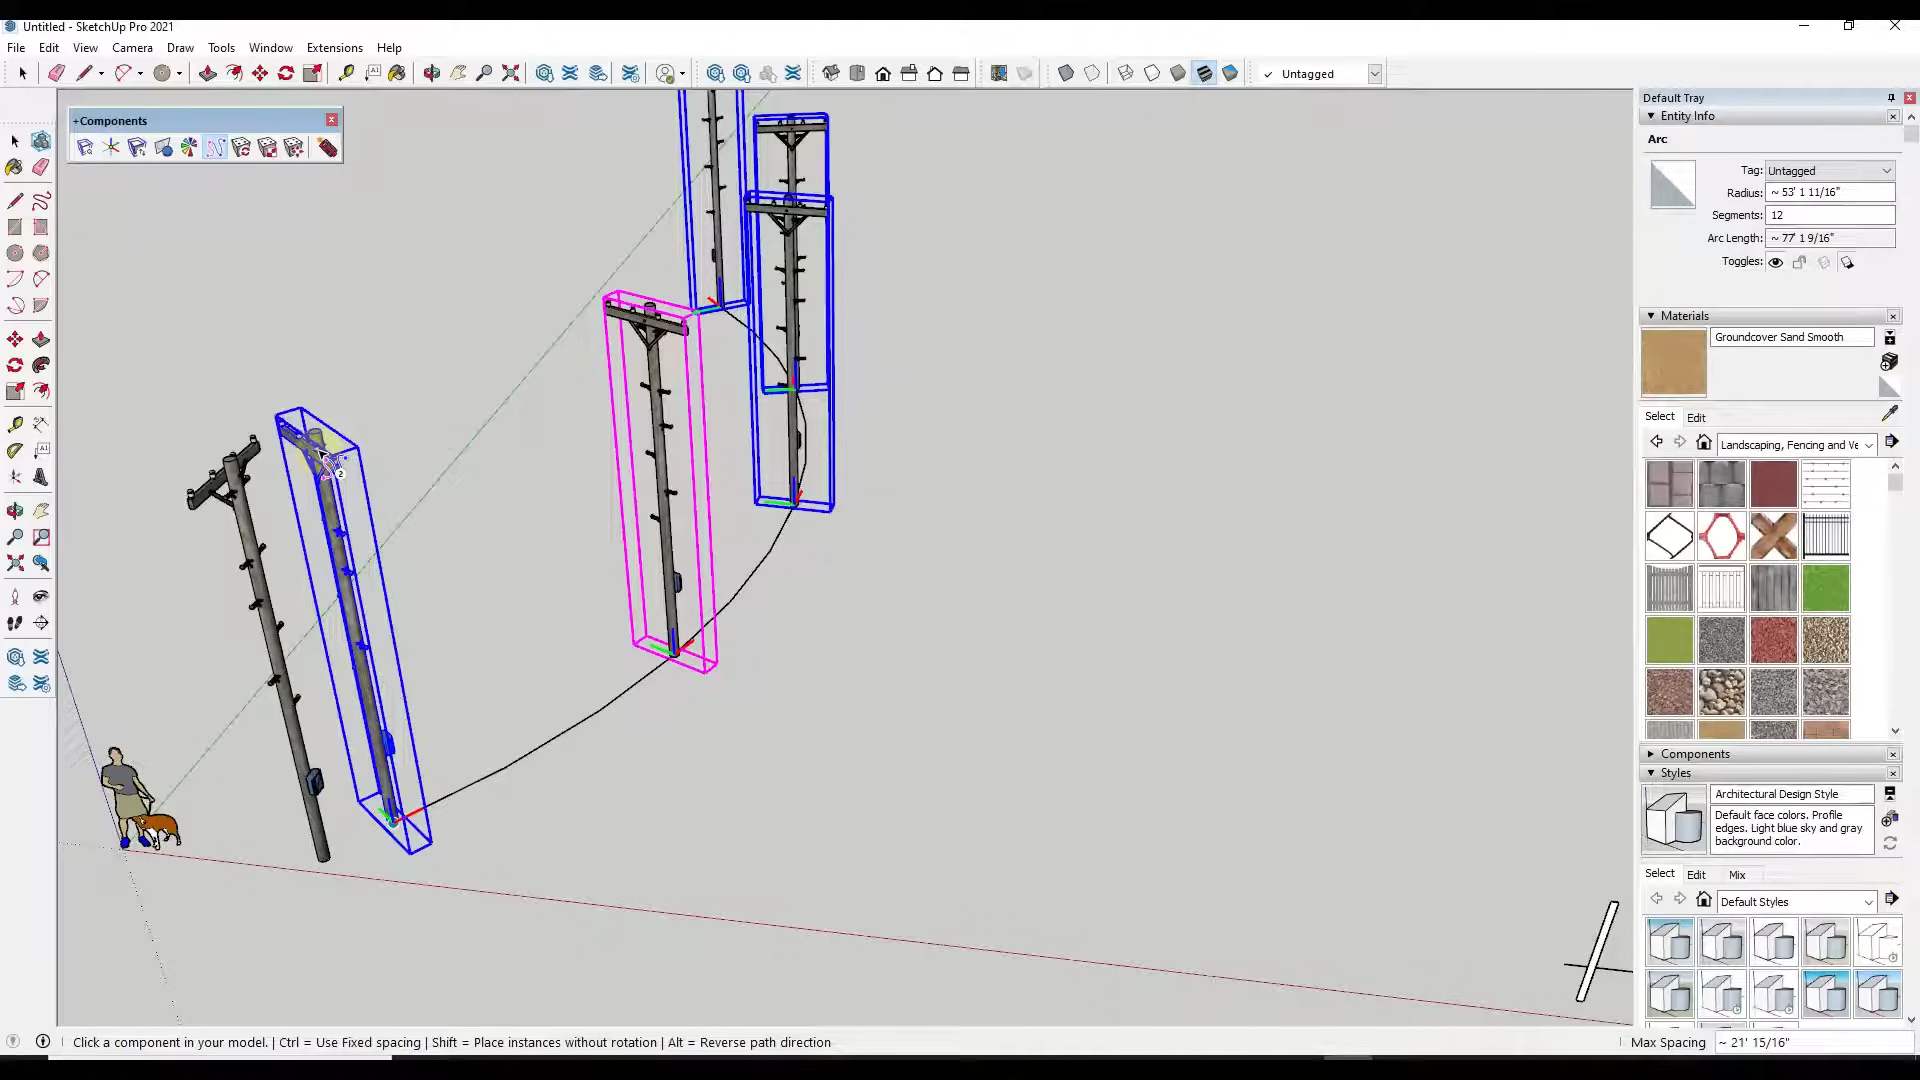 Untitled - SketchUp Pro 2021
File Edit View Camera Draw Tools Window Extensions Help
Untagged
+Components
Default Tray
Entity Info
Arc
Tag: Untagged
Radius: ~ 53' 1 11/16"
Segments: 12
Arc Length: ~ 77' 1 9/16"
Toggles:
Materials
Groundcover Sand Smooth
Select Edit
Landscaping, Fencing and Ve
Components
Styles
Architectural Design Style
Default face colors. Profile
edges. Light blue sky and gray
background color.
Select Edit Mix
Default Styles
2
Click a component in your model. | Ctrl = Use Fixed spacing | Shift = Place instances without rotation | Alt = Reverse path direction
Max Spacing ~ 21' 15/16"